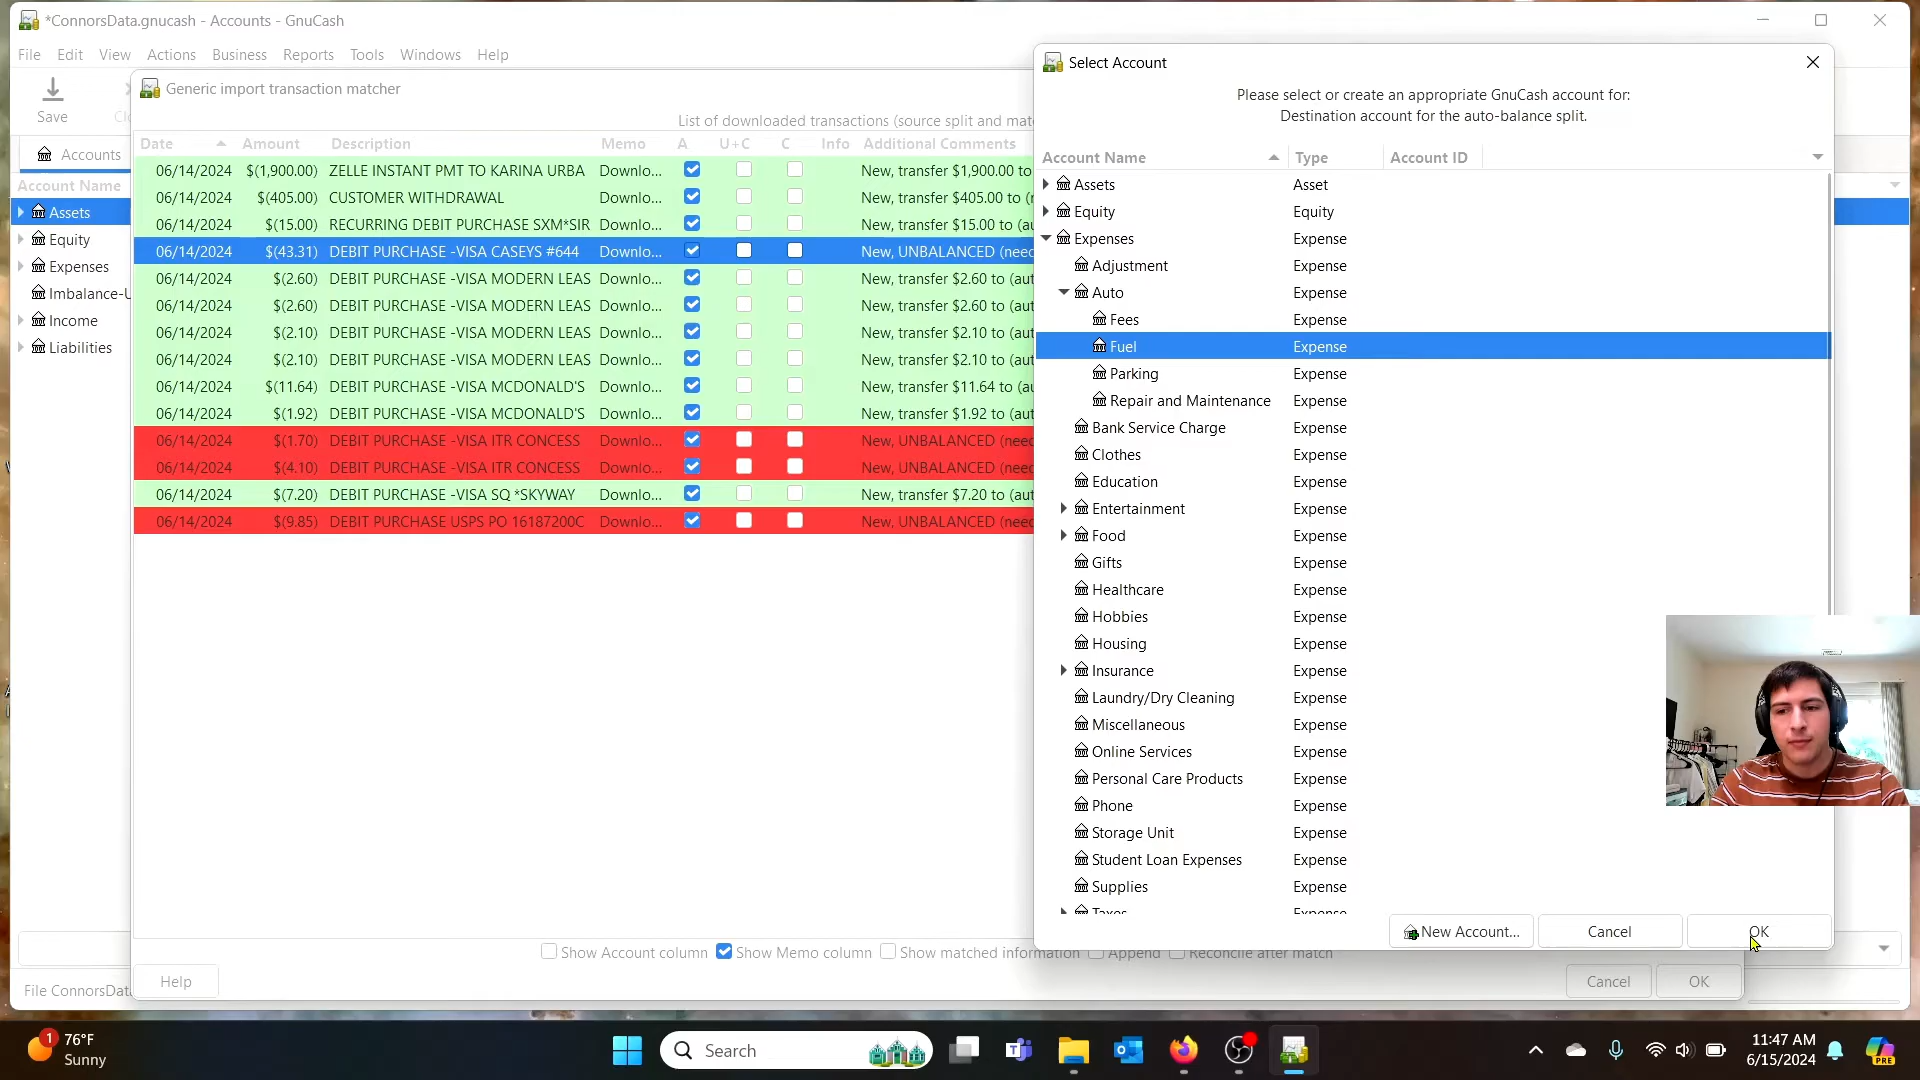 *ConnorsData.gnucash - Accounts - GnuCash
File Edit View Actions Business Reports Tools Windows Help
Save
Accounts
Account Name
Assets
Equity
Expenses
Imbalance-U
Income
Liabilities
File ConnorsData
Generic import transaction matcher
List of downloaded transactions (source split and mat
Date Amount Description Memo A U+C C Info Additional Comments
06/14/2024 $(1,900.00) ZELLE INSTANT PMT TO KARINA URBA Downlo... New, transfer $1,900.00 to
06/14/2024 $(405.00) CUSTOMER WITHDRAWAL Downlo... New, transfer $405.00 to (
06/14/2024 $(15.00) RECURRING DEBIT PURCHASE SXM*SIR Downlo... New, transfer $15.00 to (au
06/14/2024 $(43.31) DEBIT PURCHASE -VISA CASEYS #644 Downlo... New, UNBALANCED (need
06/14/2024 $(2.60) DEBIT PURCHASE -VISA MODERN LEAS Downlo... New, transfer $2.60 to (aut
06/14/2024 $(2.60) DEBIT PURCHASE -VISA MODERN LEAS Downlo... New, transfer $2.60 to (aut
06/14/2024 $(2.10) DEBIT PURCHASE -VISA MODERN LEAS Downlo... New, transfer $2.10 to (aut
06/14/2024 $(2.10) DEBIT PURCHASE -VISA MODERN LEAS Downlo... New, transfer $2.10 to (aut
06/14/2024 $(11.64) DEBIT PURCHASE -VISA MCDONALD'S Downlo... New, transfer $11.64 to (au
06/14/2024 $(1.92) DEBIT PURCHASE -VISA MCDONALD'S Downlo... New, transfer $1.92 to (aut
06/14/2024 $(1.70) DEBIT PURCHASE -VISA ITR CONCESS Downlo... New, UNBALANCED (need
06/14/2024 $(4.10) DEBIT PURCHASE -VISA ITR CONCESS Downlo... New, UNBALANCED (need
06/14/2024 $(7.20) DEBIT PURCHASE -VISA SQ *SKYWAY Downlo... New, transfer $7.20 to (aut
06/14/2024 $(9.85) DEBIT PURCHASE USPS PO 16187200C Downlo... New, UNBALANCED (need
Show Account column Show Memo column Show matched information Append Reconcile after match
Help Cancel OK
Select Account
Please select or create an appropriate GnuCash account for:
Destination account for the auto-balance split.
Account Name Type Account ID
Assets Asset
Equity Equity
Expenses Expense
Adjustment Expense
Auto Expense
Fees Expense
Fuel Expense
Parking Expense
Repair and Maintenance Expense
Bank Service Charge Expense
Clothes Expense
Education Expense
Entertainment Expense
Food Expense
Gifts Expense
Healthcare Expense
Hobbies Expense
Housing Expense
Insurance Expense
Laundry/Dry Cleaning Expense
Miscellaneous Expense
Online Services Expense
Personal Care Products Expense
Phone Expense
Storage Unit Expense
Student Loan Expenses Expense
Supplies Expense
Taxes Expense
New Account... Cancel OK
1 76°F
Sunny
Search
11:47 AM
6/15/2024
PRE